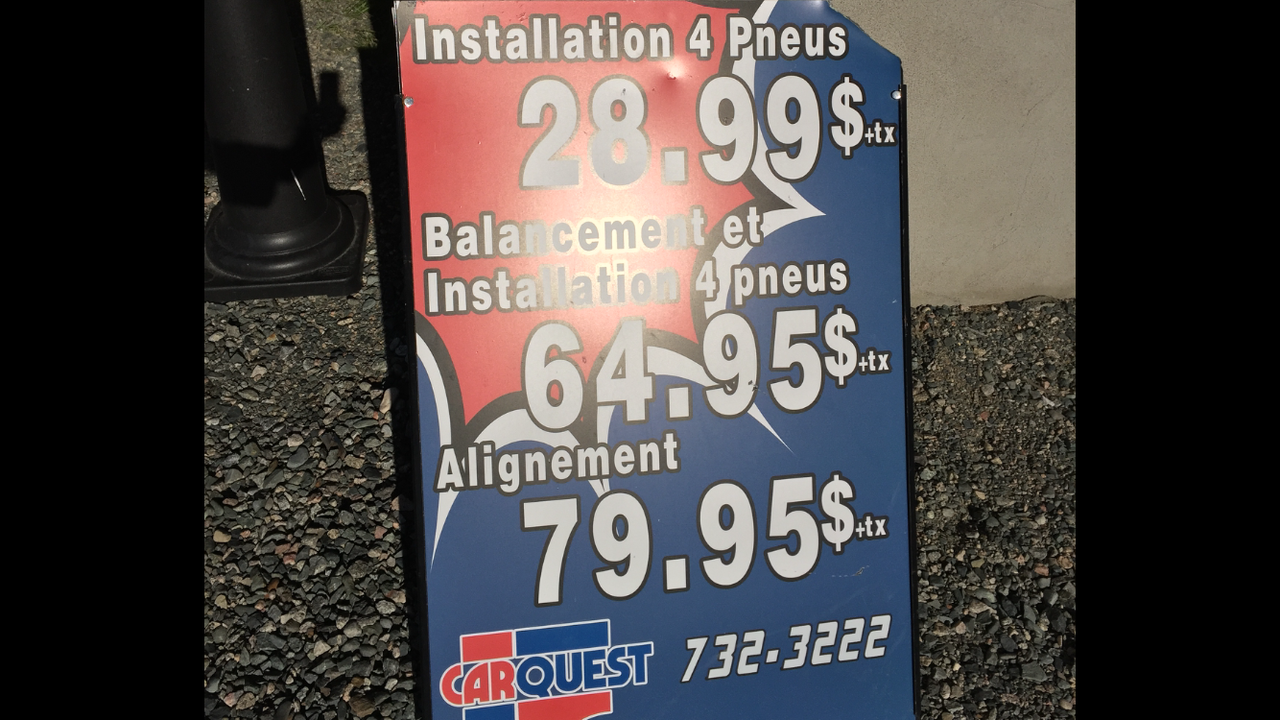 Installation 4 Pneus
28.99$+tx
Balancement et
Installation 4 pneus
64.95$+tx
Alignement
79.95$+tx
CARQUEST 732-3222